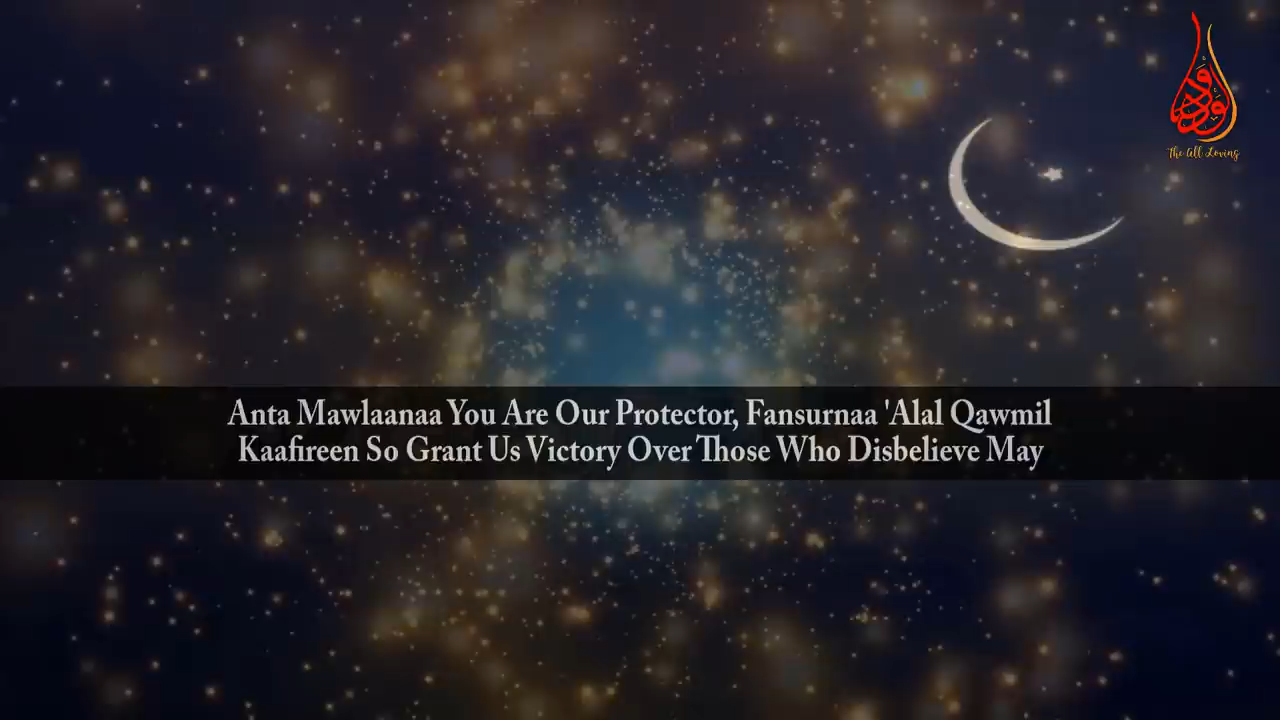 الودود
The All Loving
Anta Mawlaanaa You Are Our Protector, Fansurnaa 'Alal Qawmil
Kaafireen So Grant Us Victory Over Those Who Disbelieve May